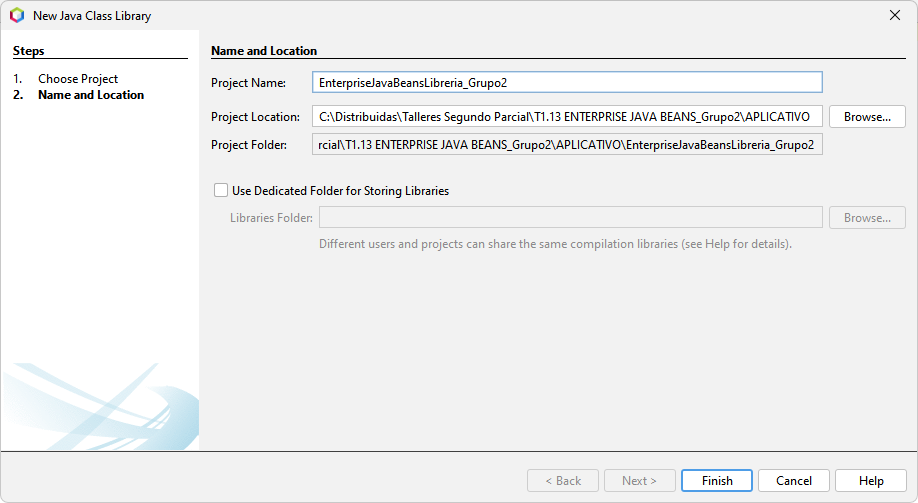 New Java Class Library
Steps
1. Choose Project
2. Name and Location
Name and Location
Project Name: EnterpriseJavaBeansLibreria_Grupo2
Project Location: C:\Distribuidas\Talleres Segundo Parcial\T1.13 ENTERPRISE JAVA BEANS_Grupo2\APLICATIVO Browse...
Project Folder: rcial\T1.13 ENTERPRISE JAVA BEANS_Grupo2\APLICATIVO\EnterpriseJavaBeansLibreria_Grupo2
Use Dedicated Folder for Storing Libraries
Libraries Folder: Browse...
Different users and projects can share the same compilation libraries (see Help for details).
< Back Next > Finish Cancel Help